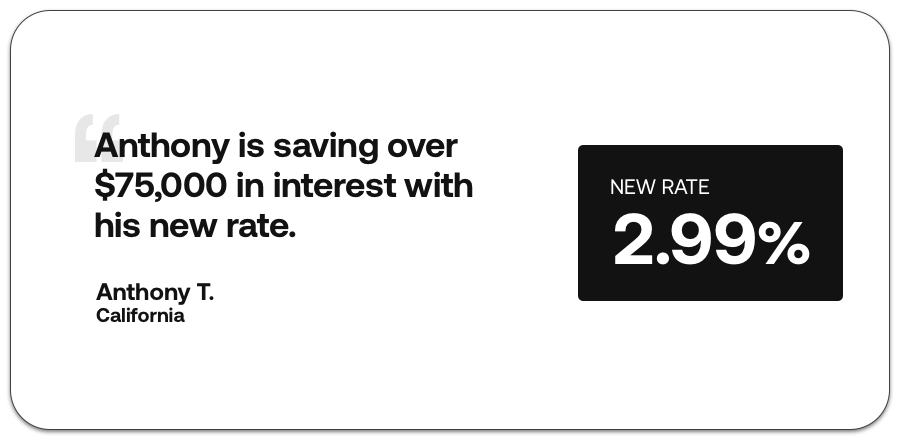 “
Anthony is saving over
$75,000 in interest with
his new rate.
Anthony T.
California
NEW RATE
2.99%